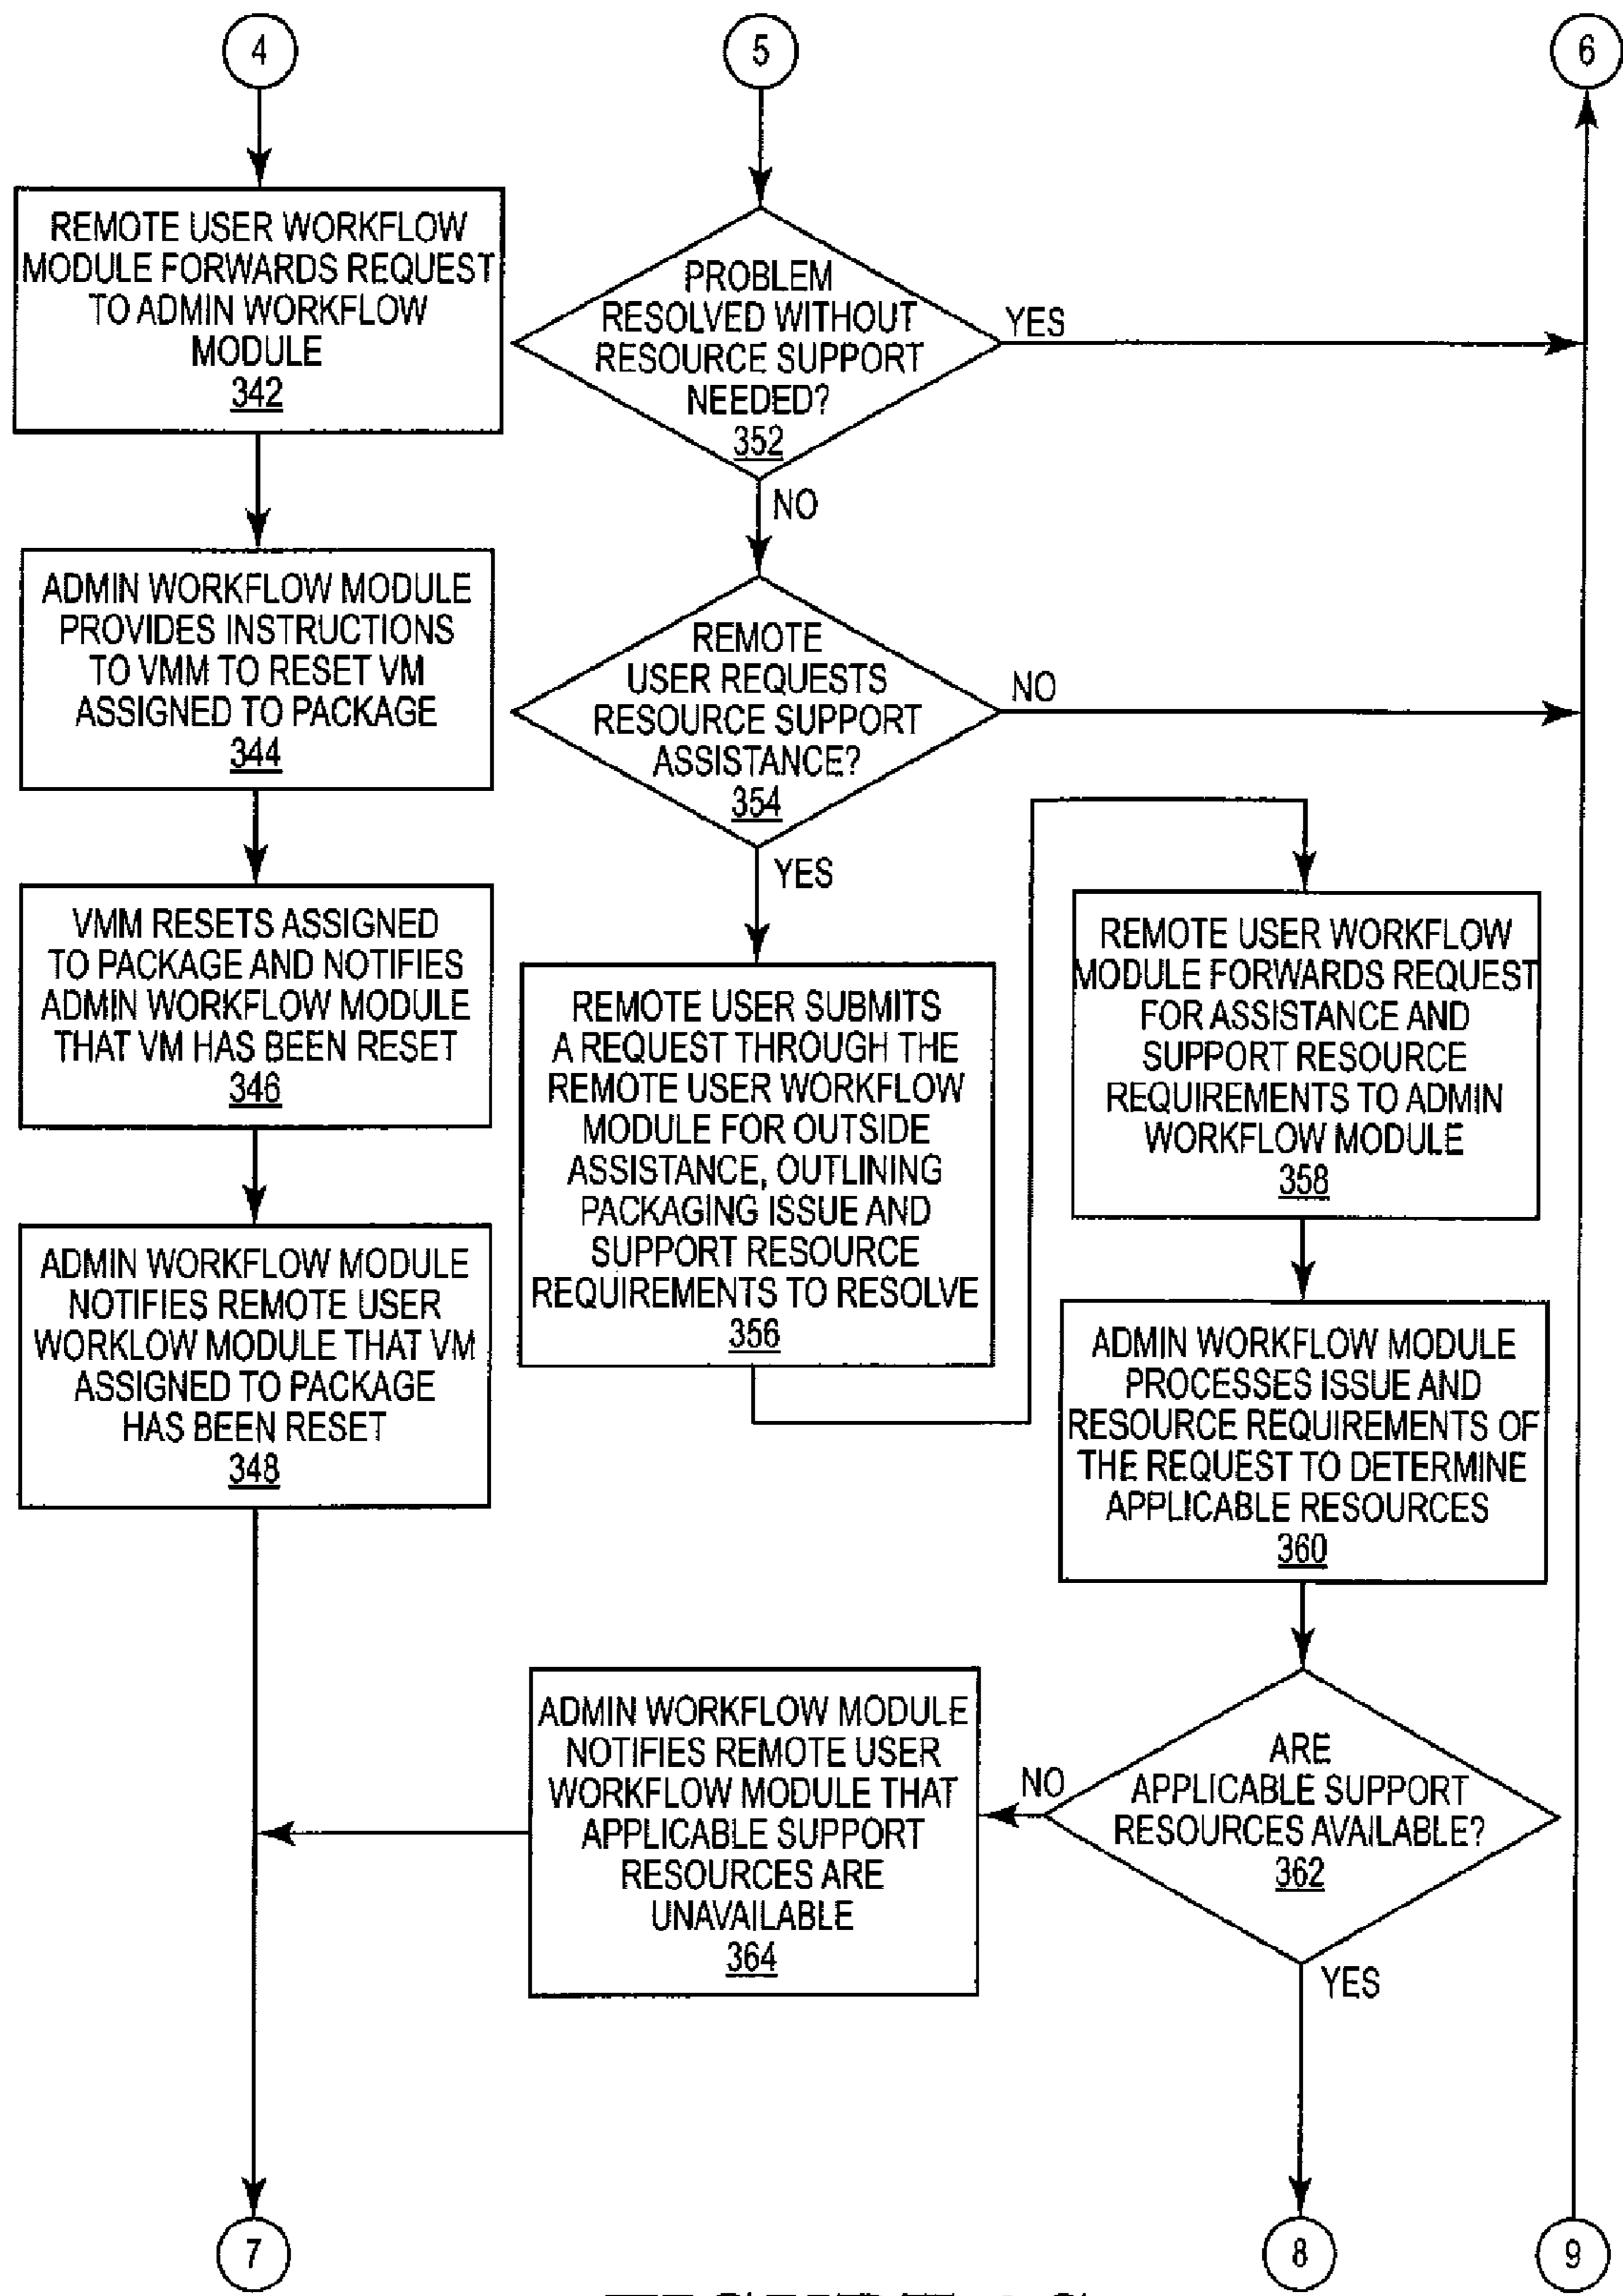 4
5
6
REMOTE USER WORKFLOW
MODULE FORWARDS REQUEST
TO ADMIN WORKFLOW
MODULE
342
PROBLEM
RESOLVED WITHOUT
RESOURCE SUPPORT
NEEDED?
352
YES
NO
ADMIN WORKFLOW MODULE
PROVIDES INSTRUCTIONS
TO VMM TO RESET VM
ASSIGNED TO PACKAGE
344
REMOTE
USER REQUESTS
RESOURCE SUPPORT
ASSISTANCE?
354
NO
YES
VMM RESETS ASSIGNED
TO PACKAGE AND NOTIFIES
ADMIN WORKFLOW MODULE
THAT VM HAS BEEN RESET
346
REMOTE USER SUBMITS
A REQUEST THROUGH THE
REMOTE USER WORKFLOW
MODULE FOR OUTSIDE
ASSISTANCE, OUTLINING
PACKAGING ISSUE AND
SUPPORT RESOURCE
REQUIREMENTS TO RESOLVE
356
REMOTE USER WORKFLOW
MODULE FORWARDS REQUEST
FOR ASSISTANCE AND
SUPPORT RESOURCE
REQUIREMENTS TO ADMIN
WORKFLOW MODULE
358
ADMIN WORKFLOW MODULE
NOTIFIES REMOTE USER
WORKLOW MODULE THAT VM
ASSIGNED TO PACKAGE
HAS BEEN RESET
348
ADMIN WORKFLOW MODULE
PROCESSES ISSUE AND
RESOURCE REQUIREMENTS OF
THE REQUEST TO DETERMINE
APPLICABLE RESOURCES
360
ADMIN WORKFLOW MODULE
NOTIFIES REMOTE USER
WORKFLOW MODULE THAT
APPLICABLE SUPPORT
RESOURCES ARE
UNAVAILABLE
364
NO
ARE
APPLICABLE SUPPORT
RESOURCES AVAILABLE?
362
YES
7
8
9